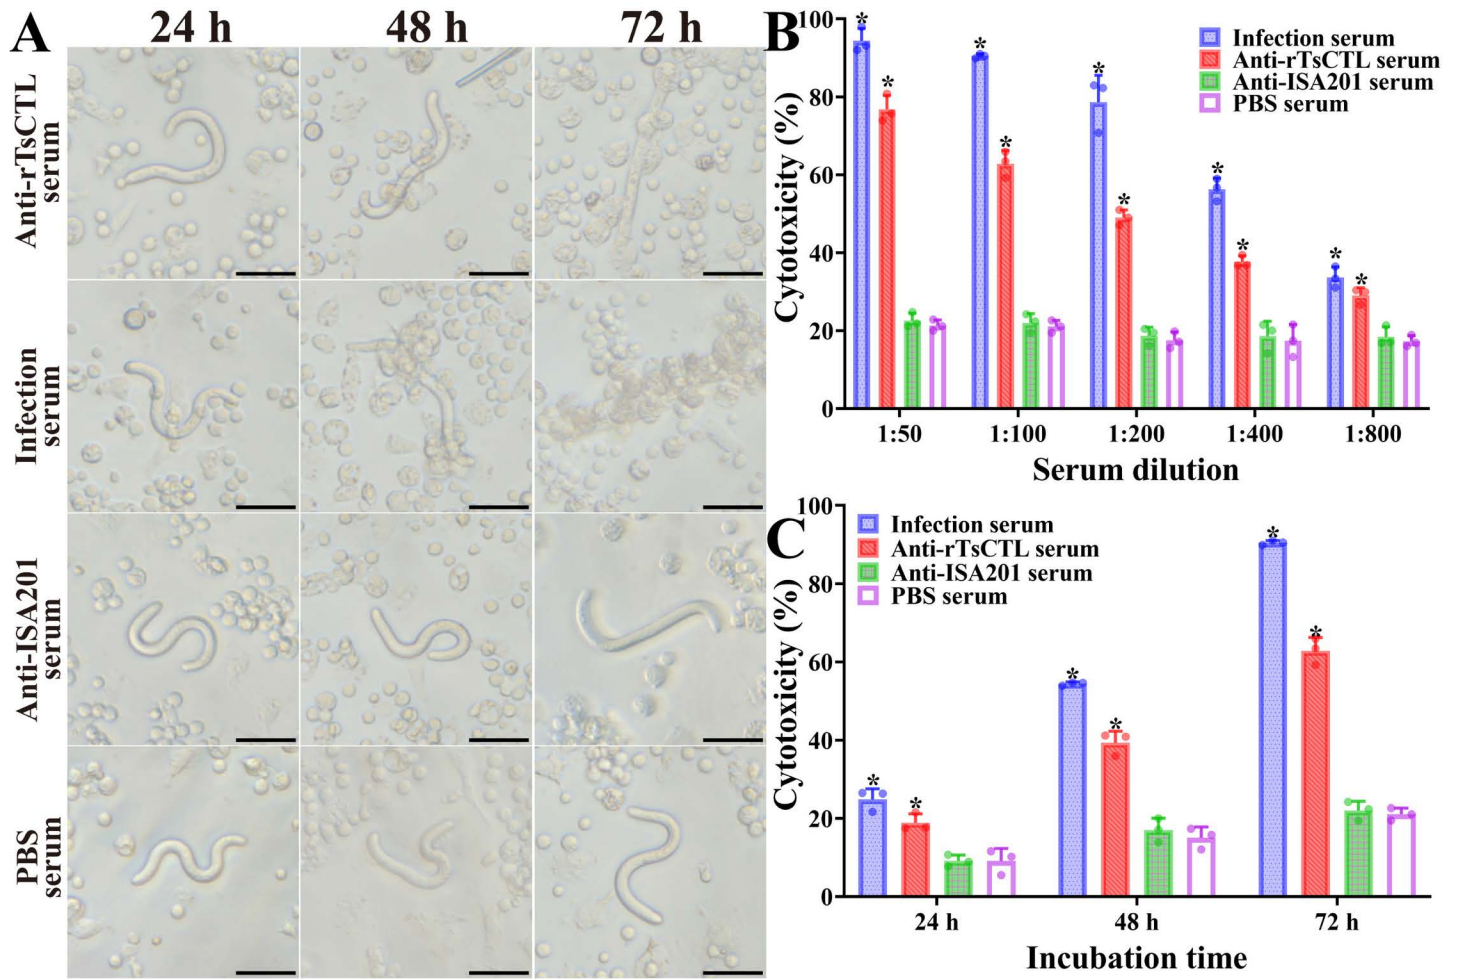 A
24 h
48 h
72 h
Anti-rTsCTL
serum
Infection
serum
Anti-ISA201
serum
PBS
serum
B
Cytotoxicity (%)
100
80
60
40
20
0
* * * * * * * * * *
Infection serum
Anti-rTsCTL serum
Anti-ISA201 serum
PBS serum
1:50
1:100
1:200
1:400
1:800
Serum dilution
C
Cytotoxicity (%)
100
80
60
40
20
0
* * * * * *
Infection serum
Anti-rTsCTL serum
Anti-ISA201 serum
PBS serum
24 h
48 h
72 h
Incubation time